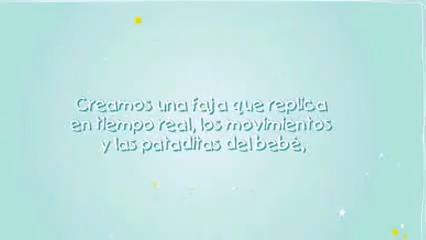 Creamos una faja que replica
en tiempo real, los movimientos
y las pataditas del bebé,